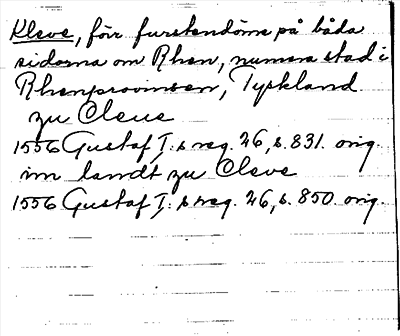 Kleve, för furstendöme på båda
sidorna om Rhen, numera stad i
Rhenprovinsen, Tyskland
zu Cleue
1556 Gustaf I:s reg. 26, s. 831. orig.
im landt zu Cleve
1556 Gustaf I:s reg. 26, s. 850. orig.